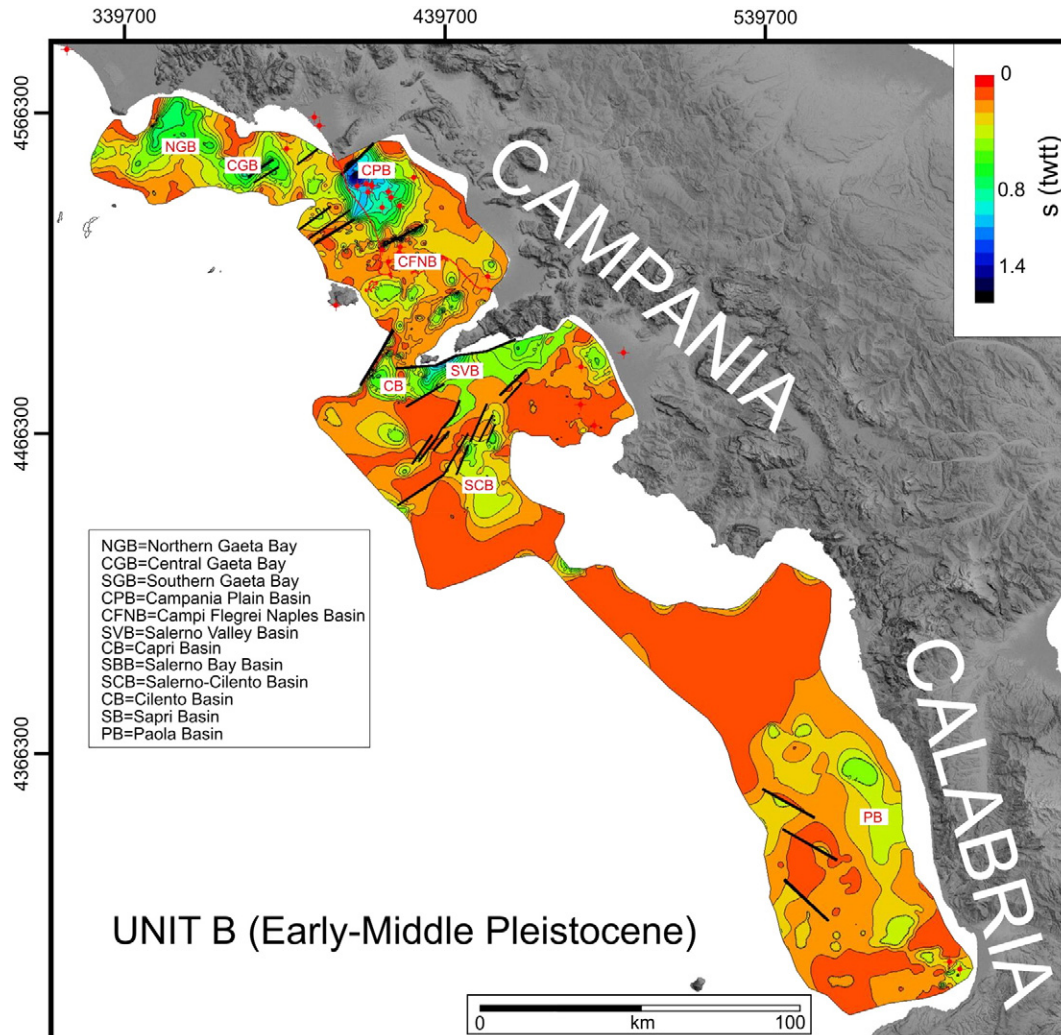 339700
439700
539700
4566300
4466300
4366300
0
0.8
1.4
s (twtt)
CAMPANIA
CALABRIA
NGB
CGB
CPB
CFNB
SVB
CB
SCB
PB
NGB=Northern Gaeta Bay
CGB=Central Gaeta Bay
SGB=Southern Gaeta Bay
CPB=Campania Plain Basin
CFNB=Campi Flegrei Naples Basin
SVB=Salerno Valley Basin
CB=Capri Basin
SBB=Salerno Bay Basin
SCB=Salerno-Cilento Basin
CB=Cilento Basin
SB=Sapri Basin
PB=Paola Basin
UNIT B (Early-Middle Pleistocene)
0
km
100